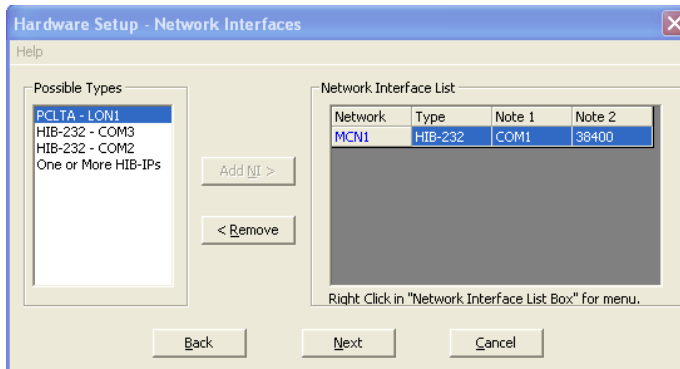 Hardware Setup - Network Interfaces
Help
Possible Types
PCLTA - LON1
HIB-232 - COM3
HIB-232 - COM2
One or More HIB-IPs
Add NI >
< Remove
Network Interface List
Network Type Note 1 Note 2
MCN1 HIB-232 COM1 38400
Right Click in "Network Interface List Box" for menu.
Back Next Cancel